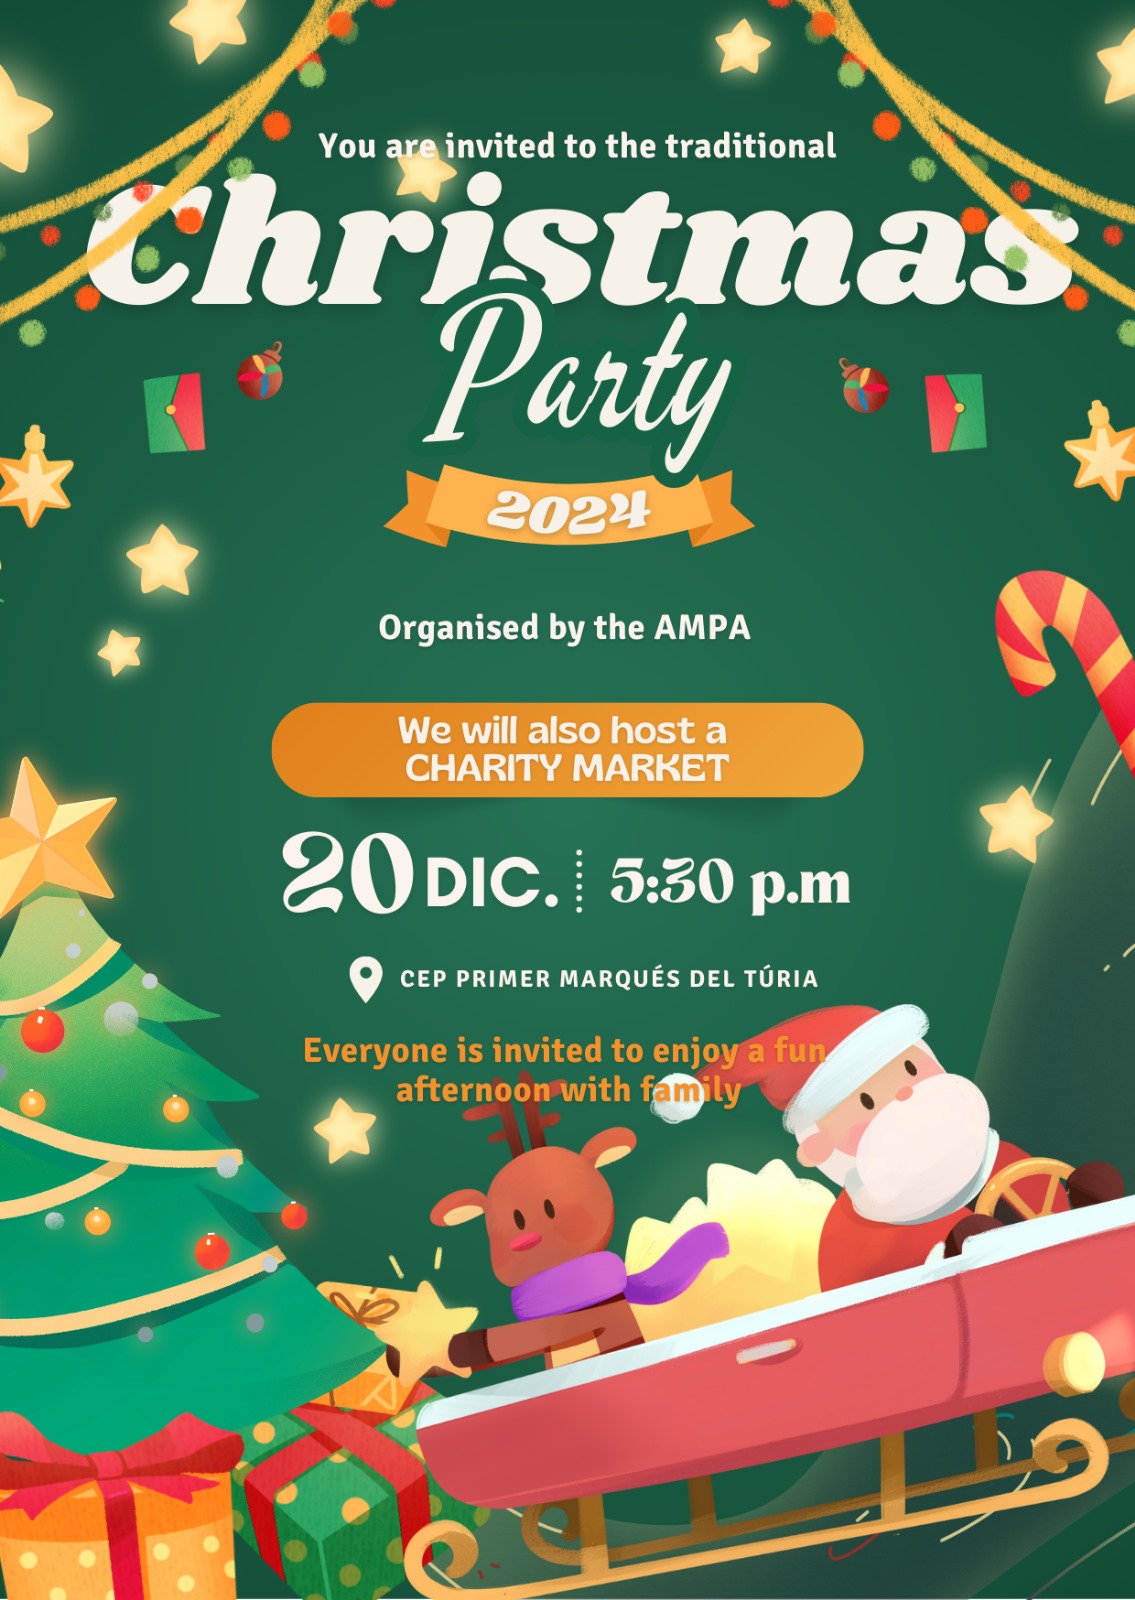 You are invited to the traditional
Christmas
Party
2024
Organised by the AMPA
We will also host a
CHARITY MARKET
20 DIC. 5:30 p.m
CEP PRIMER MARQUÉS DEL TÚRIA
Everyone is invited to enjoy a fun
afternoon with family